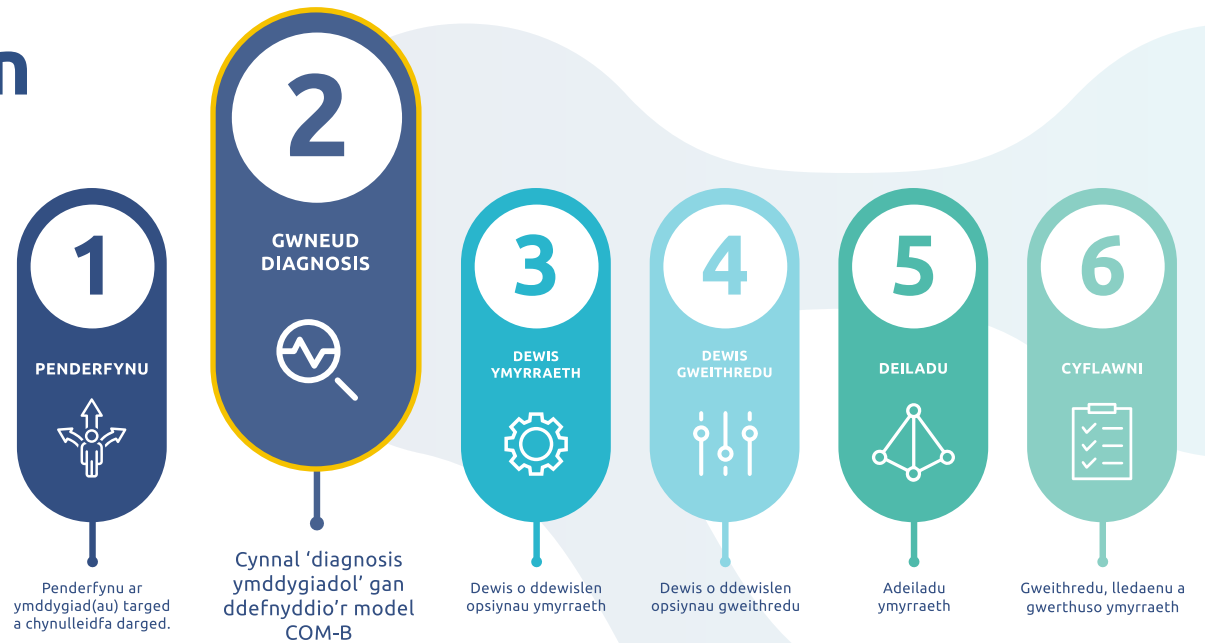 n
1
PENDERFYNU
Penderfynu ar
ymddygiad(au) targed
a chynulleidfa darged.
2
GWNEUD
DIAGNOSIS
Cynnal ‘diagnosis
ymddygiadol’ gan
ddefnyddio’r model
COM-B
3
DEWIS
YMYRRAETH
Dewis o ddewislen
opsiynau ymyrraeth
4
DEWIS
GWEITHREDU
Dewis o ddewislen
opsiynau gweithredu
5
DEILADU
Adeiladu
ymyrraeth
6
CYFLAWNI
Gweithredu, lledaenu a
gwerthuso ymyrraeth